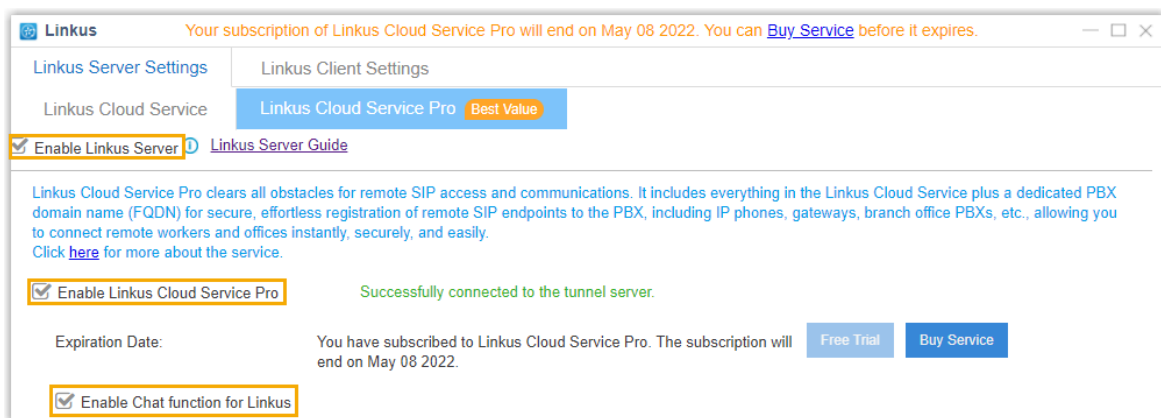 Linkus
Your subscription of Linkus Cloud Service Pro will end on May 08 2022. You can Buy Service before it expires.
Linkus Server Settings
Linkus Client Settings
Linkus Cloud Service
Linkus Cloud Service Pro Best Value
Enable Linkus Server
Linkus Server Guide
Linkus Cloud Service Pro clears all obstacles for remote SIP access and communications. It includes everything in the Linkus Cloud Service plus a dedicated PBX
domain name (FQDN) for secure, effortless registration of remote SIP endpoints to the PBX, including IP phones, gateways, branch office PBXs, etc., allowing you
to connect remote workers and offices instantly, securely, and easily.
Click here for more about the service.
Enable Linkus Cloud Service Pro
Successfully connected to the tunnel server.
Expiration Date:
You have subscribed to Linkus Cloud Service Pro. The subscription will
end on May 08 2022.
Free Trial
Buy Service
Enable Chat function for Linkus